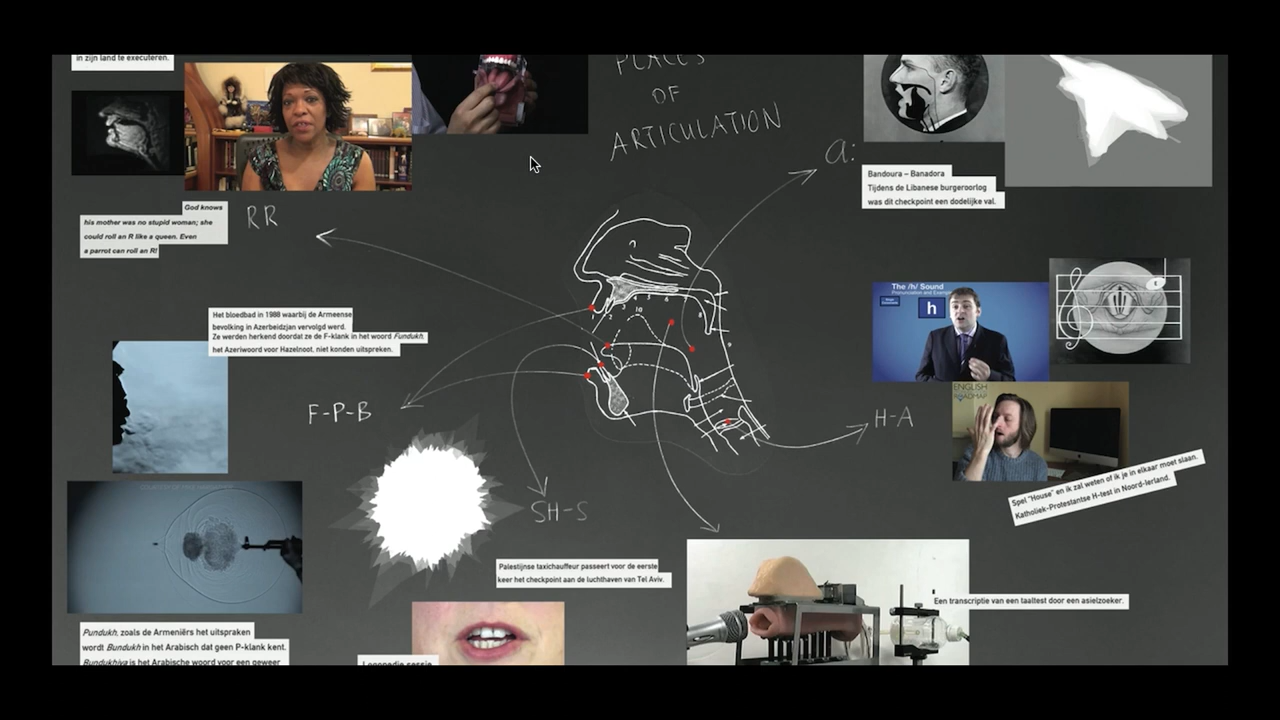 in zijn land te executeren.
PLACES
OF
ARTICULATION
a:
Bandoura – Banadora
Tijdens de Libanese burgeroorlog
was dit checkpoint een dodelijke val.
God knows
his mother was no stupid woman; she
could roll an R like a queen. Even
a parrot can roll an R!
RR
The /h/ Sound
h
Het bloedbad in 1988 waarbij de Armeense
bevolking in Azerbeidzjan vervolgd werd.
Ze werden herkend doordat ze de F-klank in het woord Fundukh,
het Azeriwoord voor Hazelnoot, niet konden uitspreken.
F-P-B
H-A
ENGLISH
ROADMAP
Spel "House" en ik zal weten of ik je in elkaar moet slaan.
Katholiek-Protestantse H-test in Noord-Ierland.
SH-S
Palestijnse taxichauffeur passeert voor de eerste
keer het checkpoint aan de luchthaven van Tel Aviv.
Een transcriptie van een taaltest door een asielzoeker.
Pundukh, zoals de Armeniërs het uitspraken
wordt Bundukh in het Arabisch dat geen P-klank kent.
Bundukhiya is het Arabische woord voor een geweer
Logopedie sessie